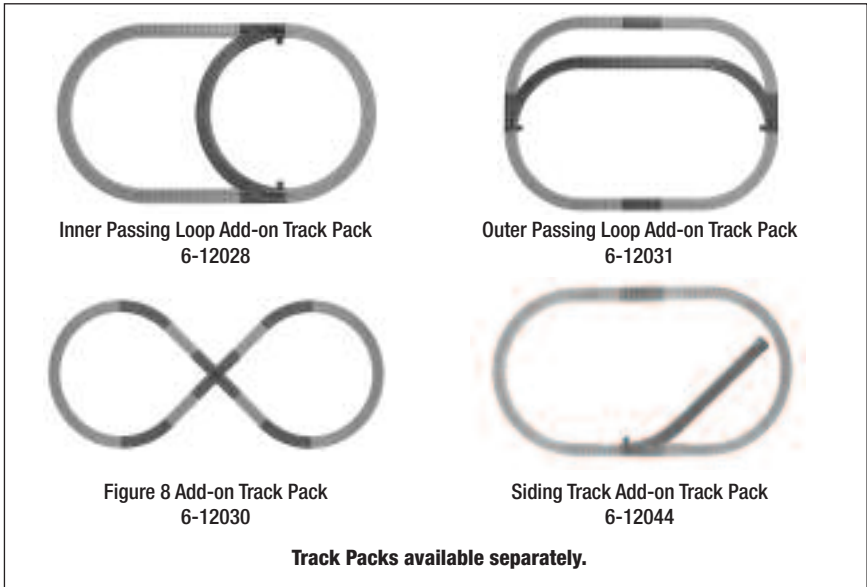 Inner Passing Loop Add-on Track Pack
6-12028
Outer Passing Loop Add-on Track Pack
6-12031
Figure 8 Add-on Track Pack
6-12030
Siding Track Add-on Track Pack
6-12044
Track Packs available separately.